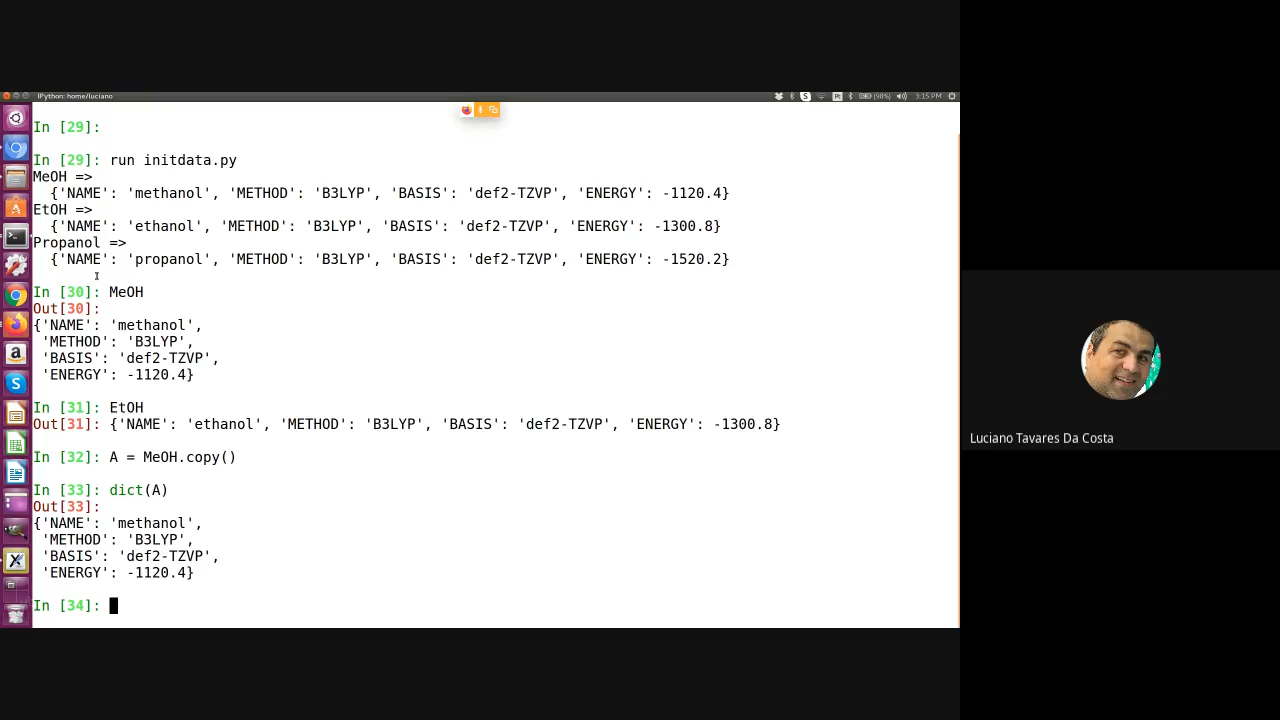 IPython: home/luciano
(98%)
3:15 PM
In [29]:
In [29]: run initdata.py
MeOH =>
{'NAME': 'methanol', 'METHOD': 'B3LYP', 'BASIS': 'def2-TZVP', 'ENERGY': -1120.4}
EtOH =>
{'NAME': 'ethanol', 'METHOD': 'B3LYP', 'BASIS': 'def2-TZVP', 'ENERGY': -1300.8}
Propanol =>
{'NAME': 'propanol', 'METHOD': 'B3LYP', 'BASIS': 'def2-TZVP', 'ENERGY': -1520.2}
In [30]: MeOH
Out[30]:
{'NAME': 'methanol',
'METHOD': 'B3LYP',
'BASIS': 'def2-TZVP',
'ENERGY': -1120.4}
In [31]: EtOH
Out[31]: {'NAME': 'ethanol', 'METHOD': 'B3LYP', 'BASIS': 'def2-TZVP', 'ENERGY': -1300.8}
In [32]: A = MeOH.copy()
In [33]: dict(A)
Out[33]:
{'NAME': 'methanol',
'METHOD': 'B3LYP',
'BASIS': 'def2-TZVP',
'ENERGY': -1120.4}
In [34]:
Luciano Tavares Da Costa